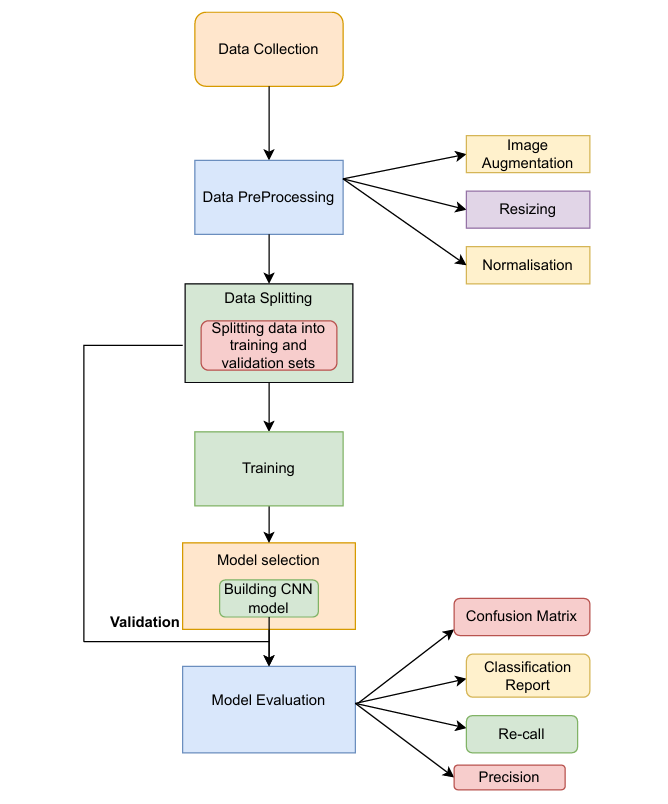 Data Collection
Data PreProcessing
Image
Augmentation
Resizing
Normalisation
Data Splitting
Splitting data into
training and
validation sets
Training
Model selection
Building CNN
model
Validation
Model Evaluation
Confusion Matrix
Classification
Report
Re-call
Precision